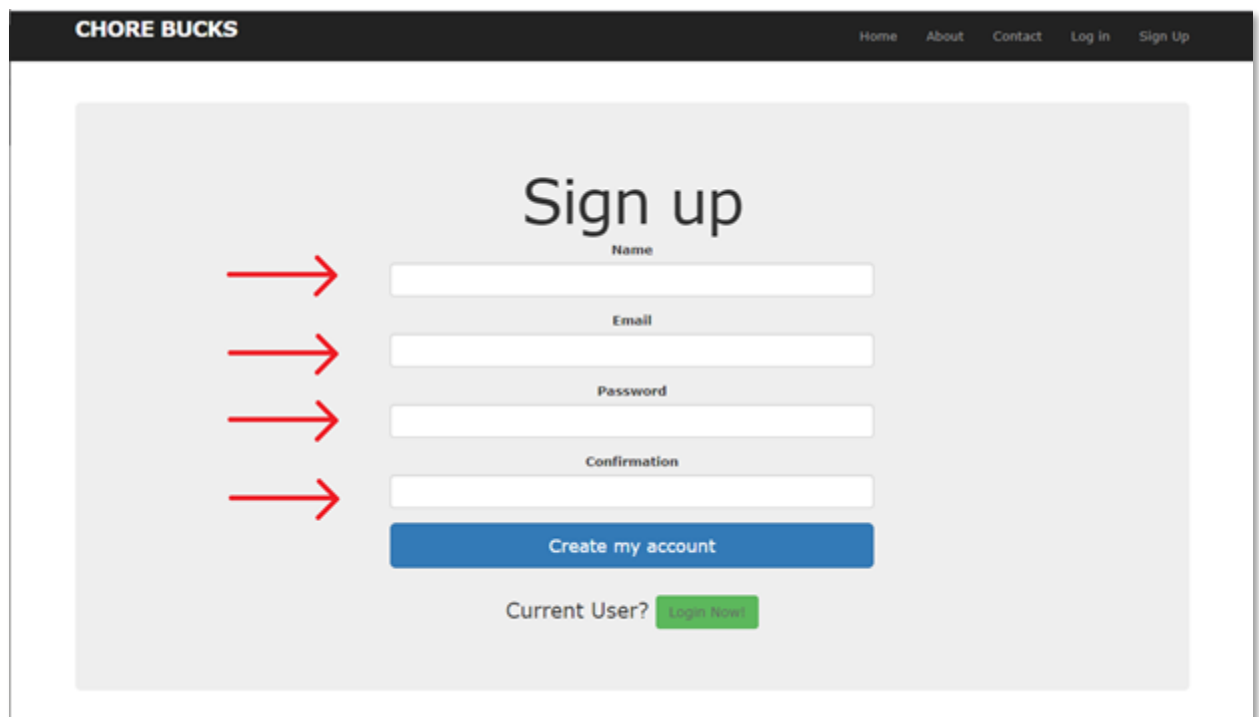 CHORE BUCKS
Home About Contact Log in Sign Up
Sign up
Name
Email
Password
Confirmation
Create my account
Current User? Login Now!